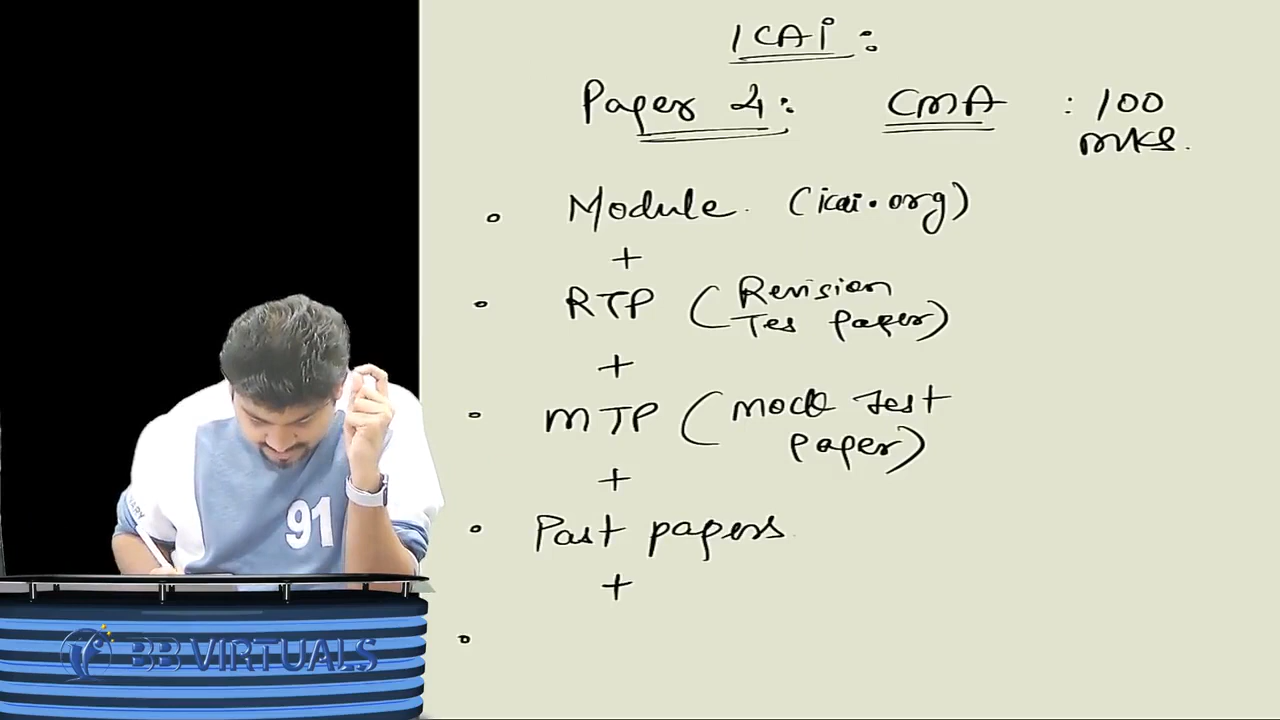 ICAI :
Paper 4: CMA : 100
mks.
• Module. (icai.org)
+
• RTP (Revision
Tes paper)
+
• MTP (Mock Test
paper)
+
• Past papers
+
•
91
BB VIRTUALS